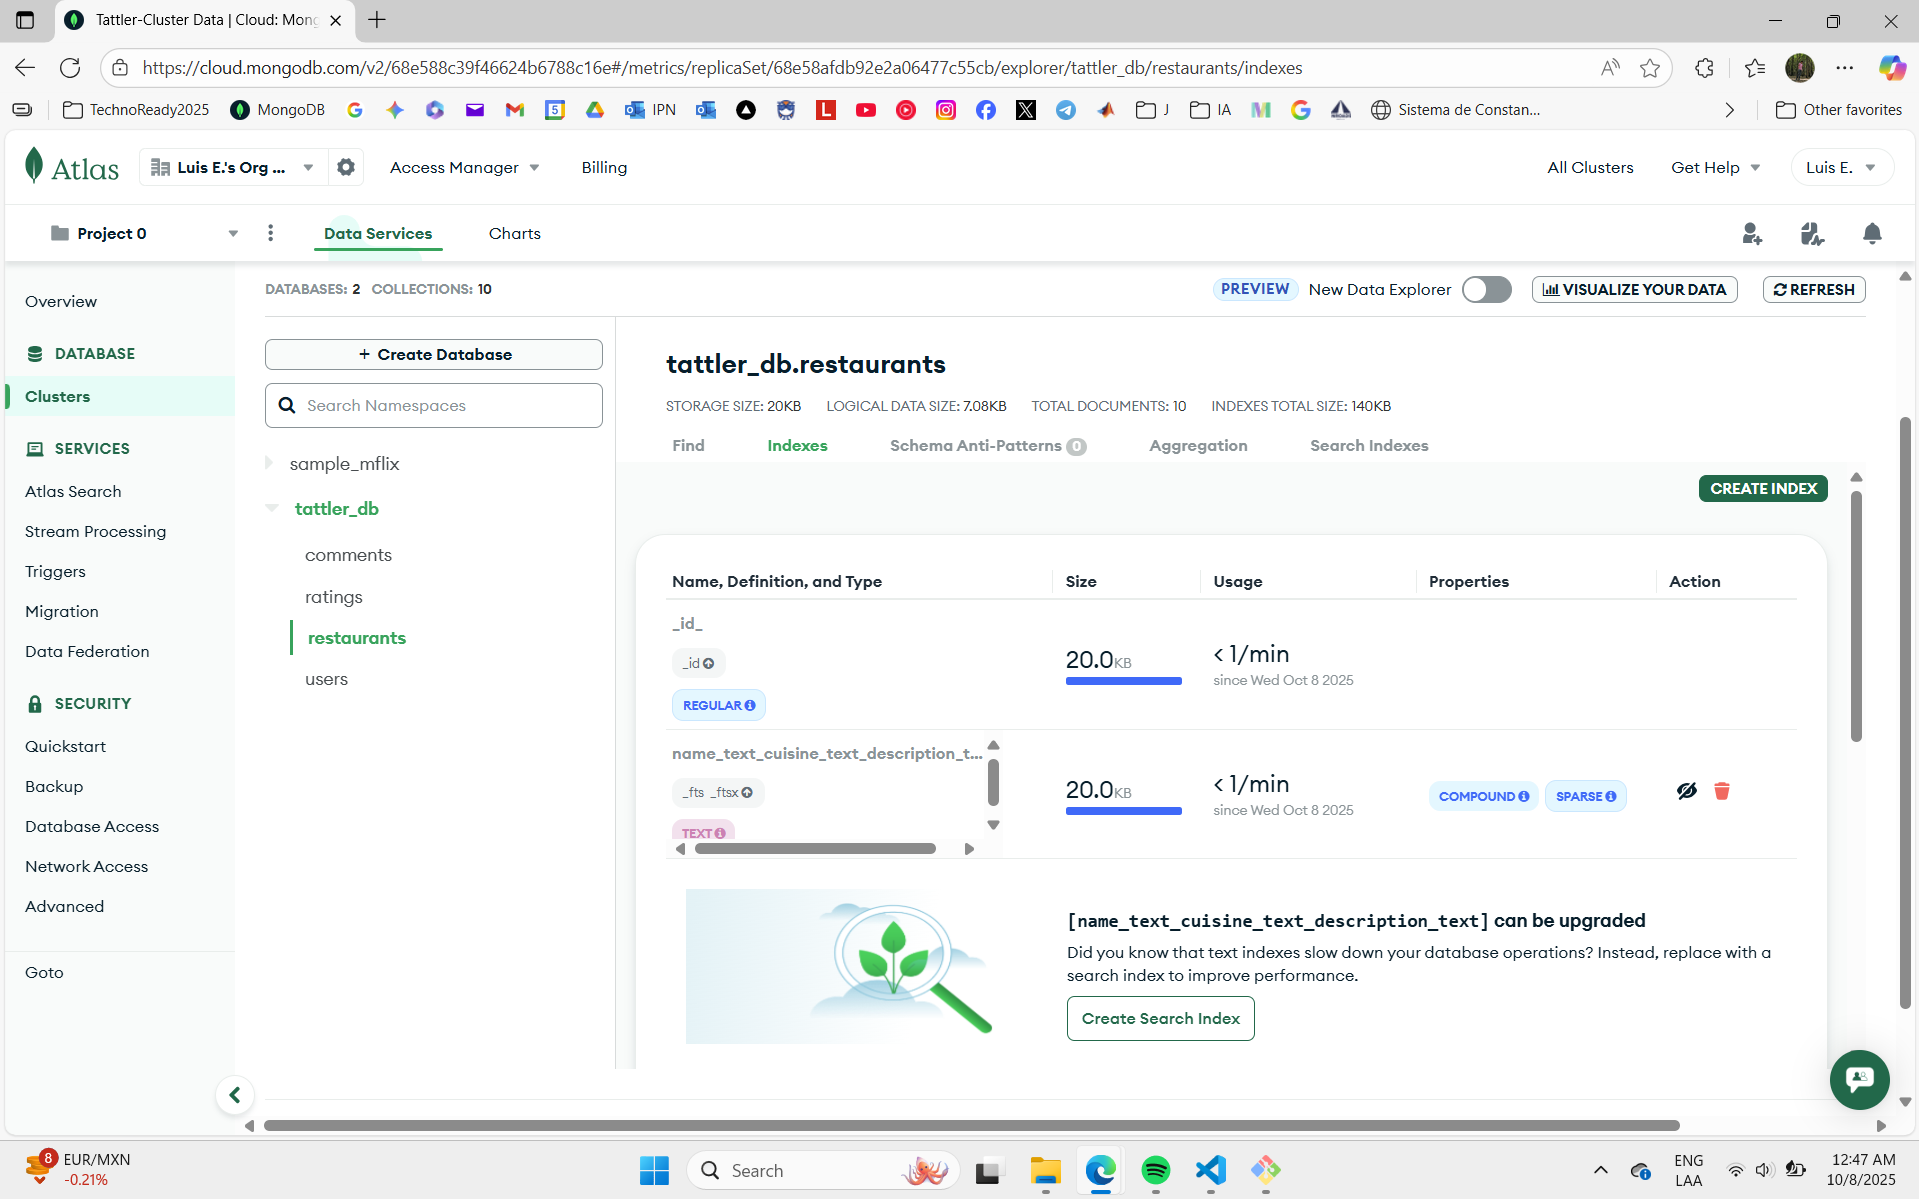 Tattler-Cluster Data | Cloud: Mong
https://cloud.mongodb.com/v2/68e588c39f46624b6788c16e#/metrics/replicaSet/68e58afdb92e2a06477c55cb/explorer/tattler_db/restaurants/indexes
TechnoReady2025 MongoDB IPN J IA Sistema de Constan... Other favorites
Atlas Luis E.'s Org ... Access Manager Billing All Clusters Get Help Luis E.
Project 0 Data Services Charts
Overview
DATABASE
Clusters
SERVICES
Atlas Search
Stream Processing
Triggers
Migration
Data Federation
SECURITY
Quickstart
Backup
Database Access
Network Access
Advanced
Goto
DATABASES: 2 COLLECTIONS: 10
PREVIEW New Data Explorer VISUALIZE YOUR DATA REFRESH
+ Create Database
Search Namespaces
sample_mflix
tattler_db
comments
ratings
restaurants
users
tattler_db.restaurants
STORAGE SIZE: 20KB LOGICAL DATA SIZE: 7.08KB TOTAL DOCUMENTS: 10 INDEXES TOTAL SIZE: 140KB
Find Indexes Schema Anti-Patterns 0 Aggregation Search Indexes
CREATE INDEX
Name, Definition, and Type Size Usage Properties Action
_id_
_id
REGULAR
20.0KB
< 1/min
since Wed Oct 8 2025
name_text_cuisine_text_description_t...
_fts _ftsx
TEXT
20.0KB
< 1/min
since Wed Oct 8 2025
COMPOUND SPARSE
[name_text_cuisine_text_description_text] can be upgraded
Did you know that text indexes slow down your database operations? Instead, replace with a
search index to improve performance.
Create Search Index
8 EUR/MXN
-0.21%
Search
ENG
LAA
12:47 AM
10/8/2025